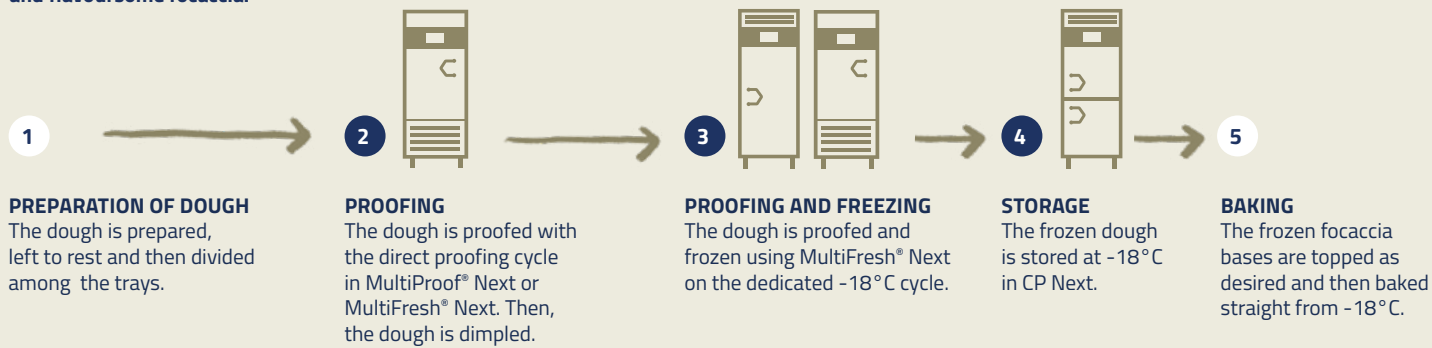 and flavoursome focaccia.
1
2
3
4
5
PREPARATION OF DOUGH
The dough is prepared,
left to rest and then divided
among the trays.
PROOFING
The dough is proofed with
the direct proofing cycle
in MultiProof® Next or
MultiFresh® Next. Then,
the dough is dimpled.
PROOFING AND FREEZING
The dough is proofed and
frozen using MultiFresh® Next
on the dedicated -18°C cycle.
STORAGE
The frozen dough
is stored at -18°C
in CP Next.
BAKING
The frozen focaccia
bases are topped as
desired and then baked
straight from -18°C.